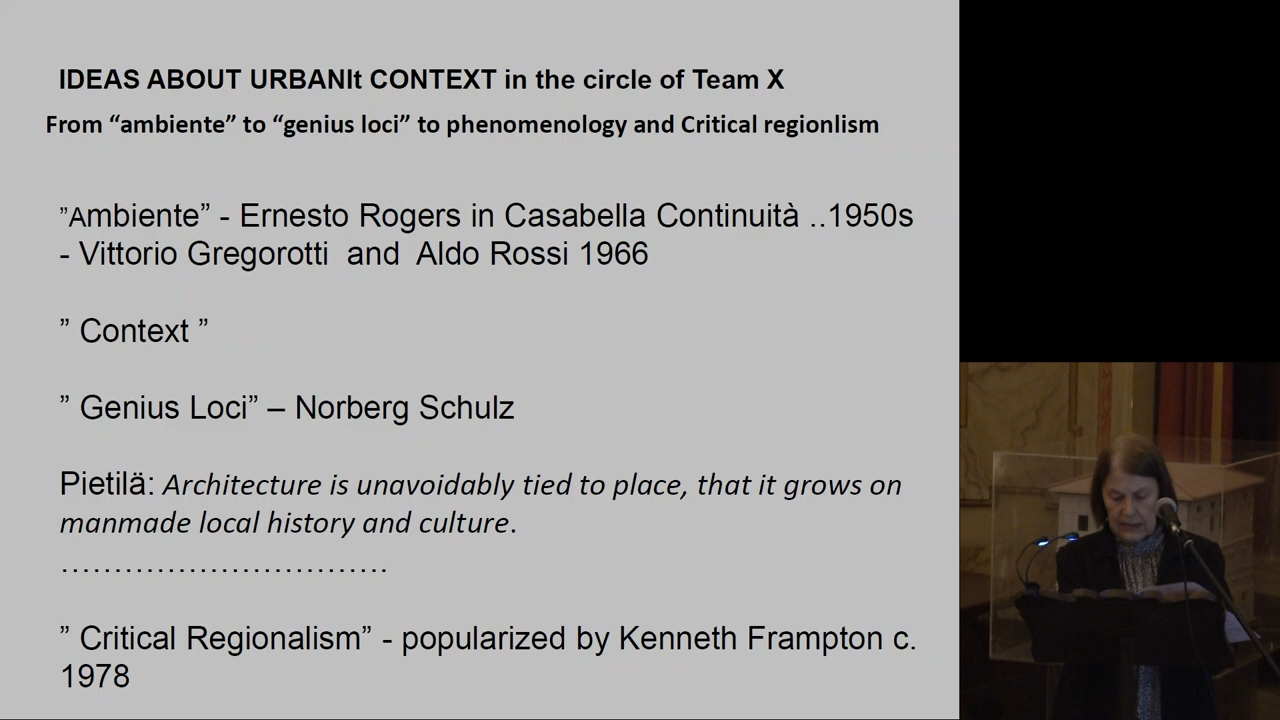 IDEAS ABOUT URBANIt CONTEXT in the circle of Team X
From “ambiente” to “genius loci” to phenomenology and Critical regionlism
”Ambiente” - Ernesto Rogers in Casabella Continuità ..1950s
- Vittorio Gregorotti and Aldo Rossi 1966
” Context ”
” Genius Loci” – Norberg Schulz
Pietilä: Architecture is unavoidably tied to place, that it grows on
manmade local history and culture.
………………………….
” Critical Regionalism” - popularized by Kenneth Frampton c.
1978